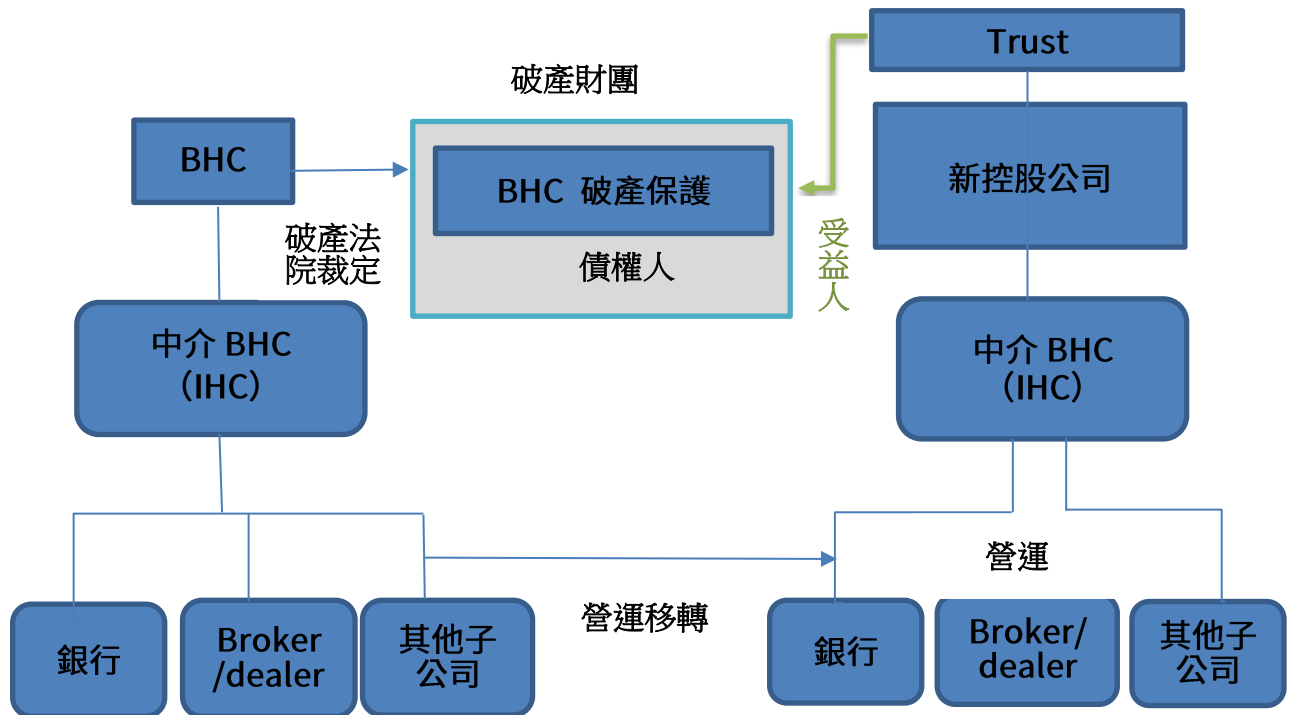 Trust
破產財團
BHC
BHC 破產保護
新控股公司
破產法
院裁定
債權人
受
益
人
中介 BHC
（IHC）
中介 BHC
（IHC）
營運
營運移轉
銀行
Broker
/dealer
其他子
公司
銀行
Broker/
dealer
其他子
公司